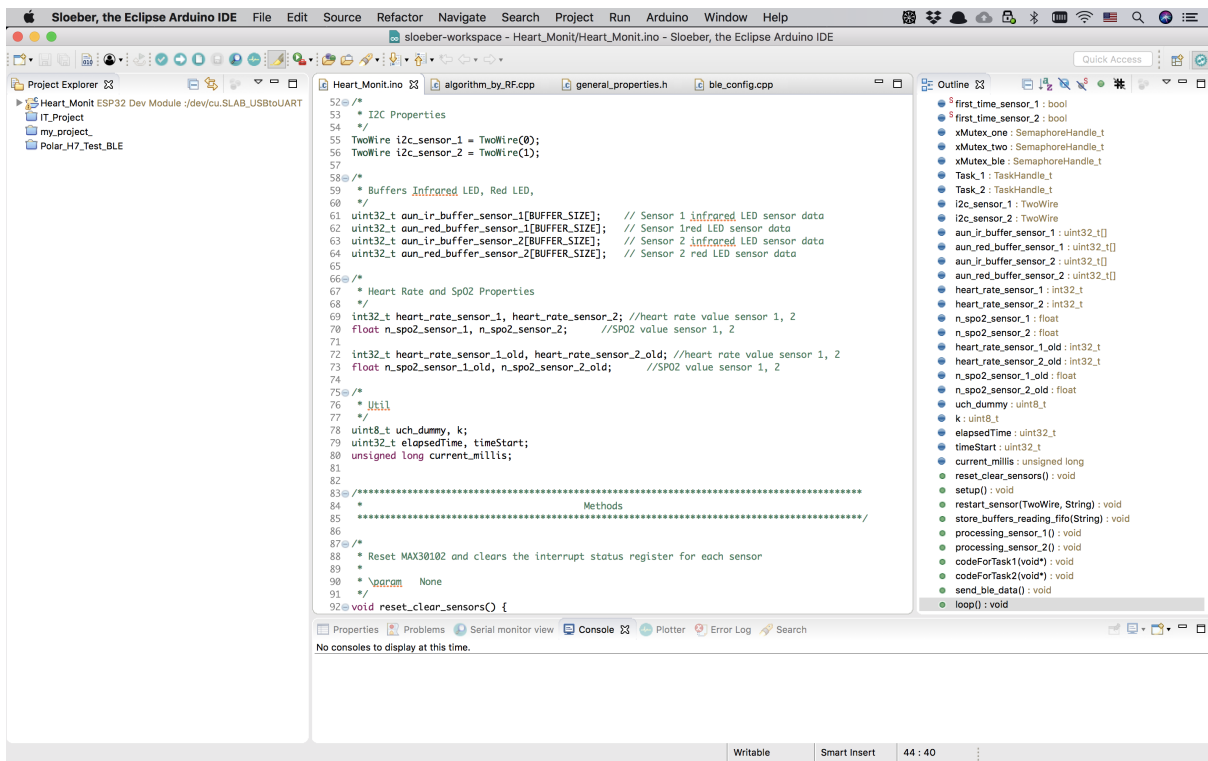 Sloeber, the Eclipse Arduino IDE File Edit Source Refactor Navigate Search Project Run Arduino Window Help
sloeber-workspace - Heart_Monit/Heart_Monit.ino - Sloeber, the Eclipse Arduino IDE
Quick Access
Project Explorer
Heart_Monit ESP32 Dev Module :/dev/cu.SLAB_USBtoUART
IT_Project
my_project_
Polar_H7_Test_BLE
Heart_Monit.ino algorithm_by_RF.cpp general_properties.h ble_config.cpp
52 /*
53 * I2C Properties
54 */
55 TwoWire i2c_sensor_1 = TwoWire(0);
56 TwoWire i2c_sensor_2 = TwoWire(1);
57
58 /*
59 * Buffers Infrared LED, Red LED,
60 */
61 uint32_t aun_ir_buffer_sensor_1[BUFFER_SIZE]; // Sensor 1 infrared LED sensor data
62 uint32_t aun_red_buffer_sensor_1[BUFFER_SIZE]; // Sensor 1red LED sensor data
63 uint32_t aun_ir_buffer_sensor_2[BUFFER_SIZE]; // Sensor 2 infrared LED sensor data
64 uint32_t aun_red_buffer_sensor_2[BUFFER_SIZE]; // Sensor 2 red LED sensor data
65
66 /*
67 * Heart Rate and SpO2 Properties
68 */
69 int32_t heart_rate_sensor_1, heart_rate_sensor_2; //heart rate value sensor 1, 2
70 float n_spo2_sensor_1, n_spo2_sensor_2; //SPO2 value sensor 1, 2
71
72 int32_t heart_rate_sensor_1_old, heart_rate_sensor_2_old; //heart rate value sensor 1, 2
73 float n_spo2_sensor_1_old, n_spo2_sensor_2_old; //SPO2 value sensor 1, 2
74
75 /*
76 * Util
77 */
78 uint8_t uch_dummy, k;
79 uint32_t elapsedTime, timeStart;
80 unsigned long current_millis;
81
82
83 /****************************************************************************************
84 * Methods
85 ****************************************************************************************/
86
87 /*
88 * Reset MAX30102 and clears the interrupt status register for each sensor
89 *
90 * \param None
91 */
92 void reset_clear_sensors() {
Outline
first_time_sensor_1 : bool
first_time_sensor_2 : bool
xMutex_one : SemaphoreHandle_t
xMutex_two : SemaphoreHandle_t
xMutex_ble : SemaphoreHandle_t
Task_1 : TaskHandle_t
Task_2 : TaskHandle_t
i2c_sensor_1 : TwoWire
i2c_sensor_2 : TwoWire
aun_ir_buffer_sensor_1 : uint32_t[]
aun_red_buffer_sensor_1 : uint32_t[]
aun_ir_buffer_sensor_2 : uint32_t[]
aun_red_buffer_sensor_2 : uint32_t[]
heart_rate_sensor_1 : int32_t
heart_rate_sensor_2 : int32_t
n_spo2_sensor_1 : float
n_spo2_sensor_2 : float
heart_rate_sensor_1_old : int32_t
heart_rate_sensor_2_old : int32_t
n_spo2_sensor_1_old : float
n_spo2_sensor_2_old : float
uch_dummy : uint8_t
k : uint8_t
elapsedTime : uint32_t
timeStart : uint32_t
current_millis : unsigned long
reset_clear_sensors() : void
setup() : void
restart_sensor(TwoWire, String) : void
store_buffers_reading_fifo(String) : void
processing_sensor_1() : void
processing_sensor_2() : void
codeForTask1(void*) : void
codeForTask2(void*) : void
send_ble_data() : void
loop() : void
Properties Problems Serial monitor view Console Plotter Error Log Search
No consoles to display at this time.
Writable Smart Insert 44 : 40